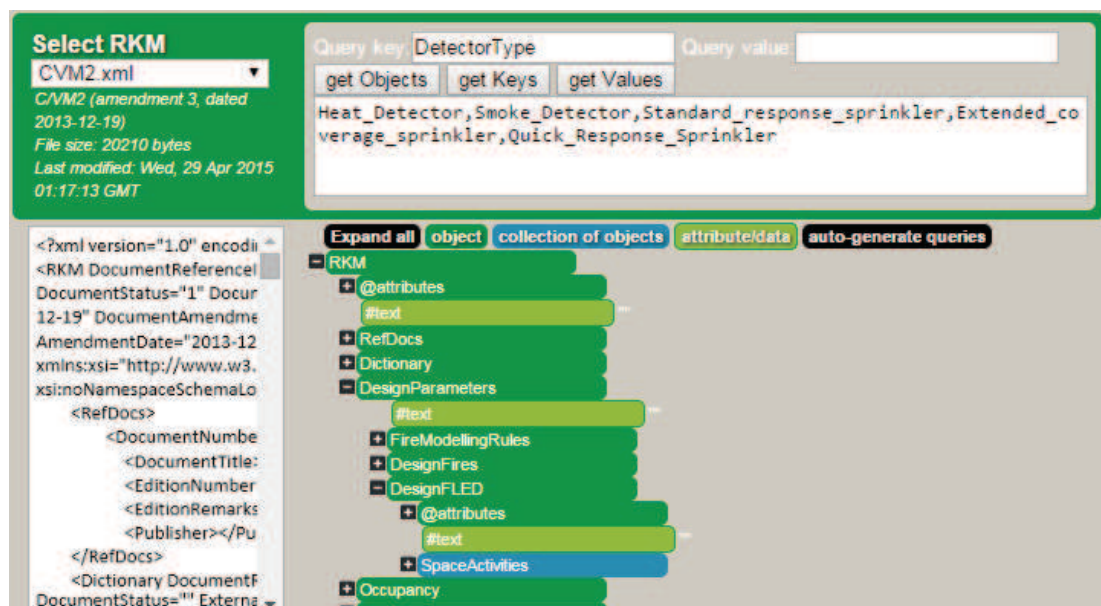 Select RKM
CVM2.xml
C/VM2 (amendment 3, dated
2013-12-19)
File size: 20210 bytes
Last modified: Wed, 29 Apr 2015
01:17:13 GMT
Query key: DetectorType Query value:
get Objects get Keys get Values
Heat_Detector,Smoke_Detector,Standard_response_sprinkler,Extended_co
verage_sprinkler,Quick_Response_Sprinkler
<?xml version="1.0" encodi
<RKM DocumentReferenceI
DocumentStatus="1" Docur
12-19" DocumentAmendme
AmendmentDate="2013-12
xmlns:xsi="http://www.w3.
xsi:noNamespaceSchemaLo
<RefDocs>
<DocumentNumbe
<DocumentTitle>
<EditionNumber
<EditionRemarks
<Publisher></Pu
</RefDocs>
<Dictionary DocumentF
DocumentStatus="" Externa
Expand all object collection of objects attribute/data auto-generate queries
RKM
@attributes
#text ""
RefDocs
Dictionary
DesignParameters
#text ""
FireModellingRules
DesignFires
DesignFLED
@attributes
#text ""
SpaceActivities
Occupancy